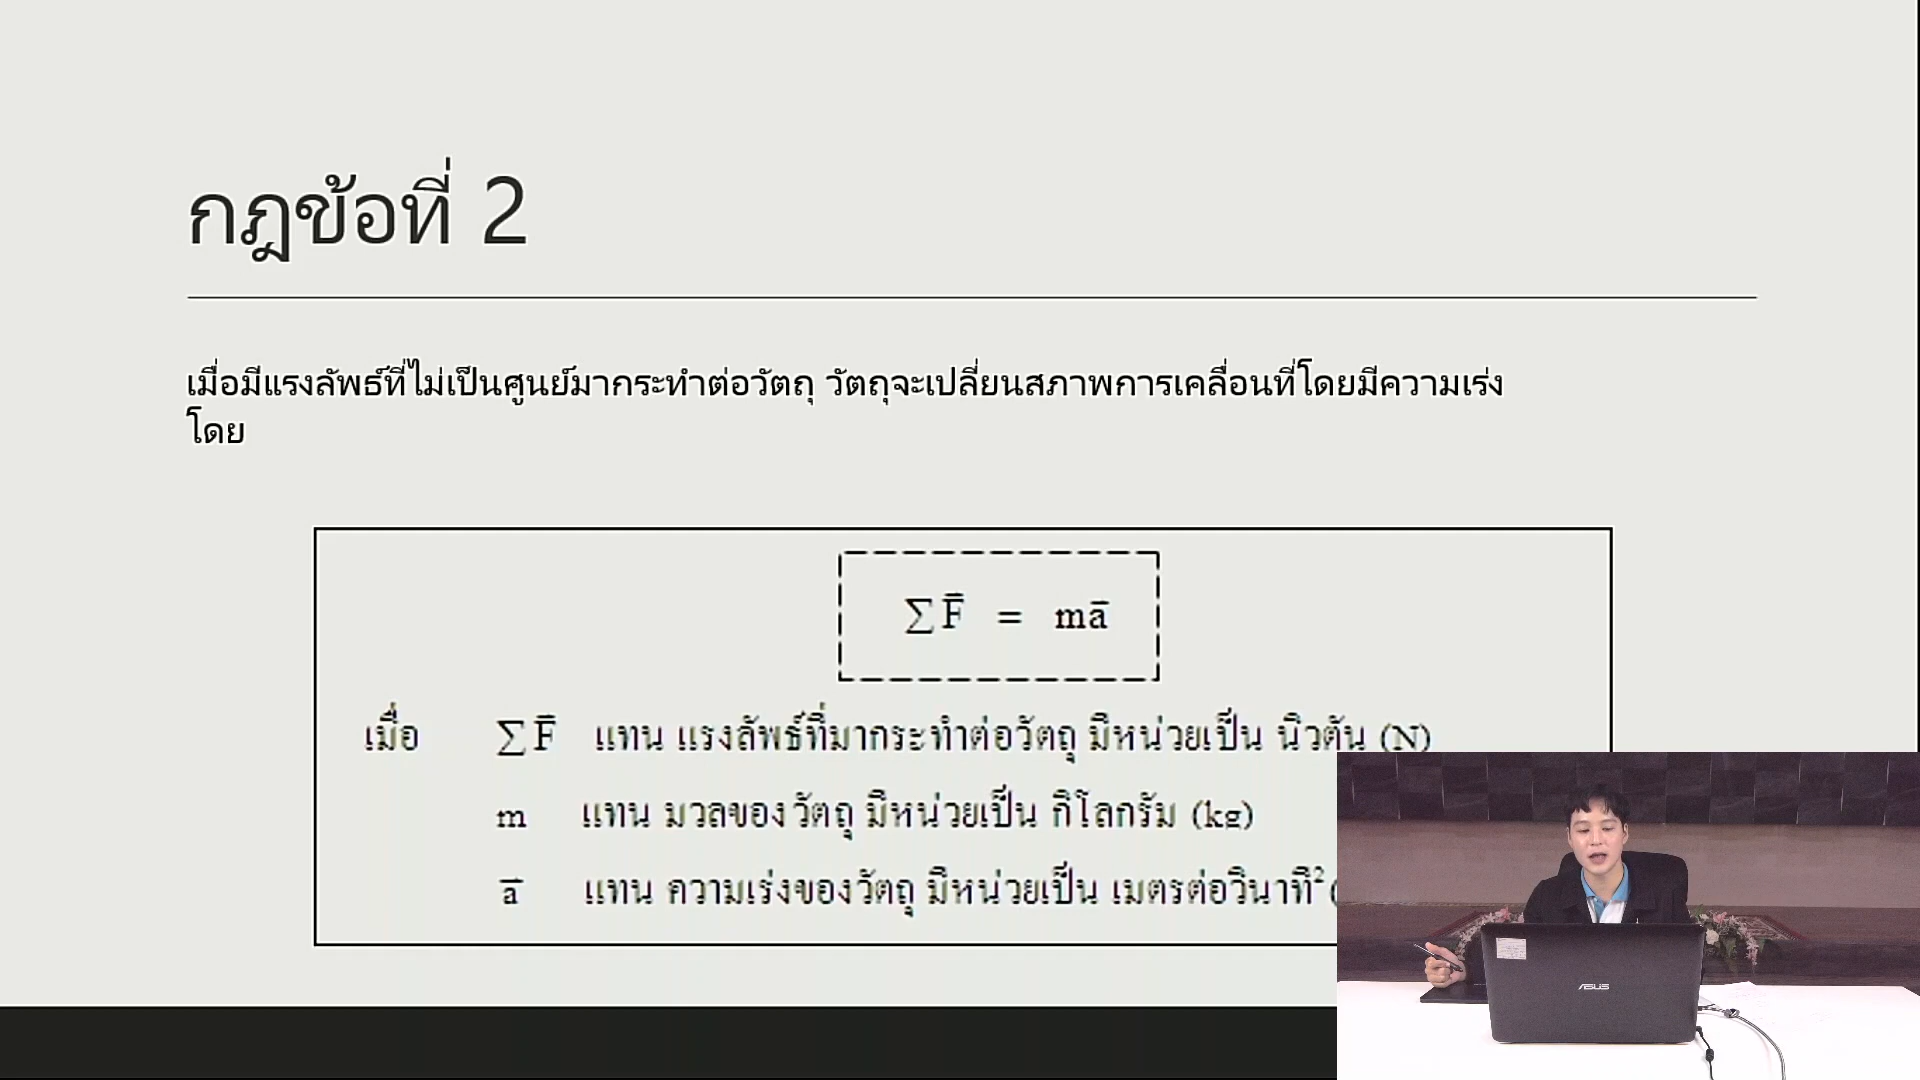 กฎข้อที่ 2
เมื่อมีแรงลัพธ์ที่ไม่เป็นศูนย์มากระทำต่อวัตถุ วัตถุจะเปลี่ยนสภาพการเคลื่อนที่โดยมีความเร่ง
โดย
∑F̄ = mā
เมื่อ ∑F̄ แทน แรงลัพธ์ที่มากระทำต่อวัตถุ มีหน่วยเป็น นิวตัน (N)
m แทน มวลของวัตถุ มีหน่วยเป็น กิโลกรัม (kg)
ā แทน ความเร่งของวัตถุ มีหน่วยเป็น เมตรต่อวินาที² (
ASUS